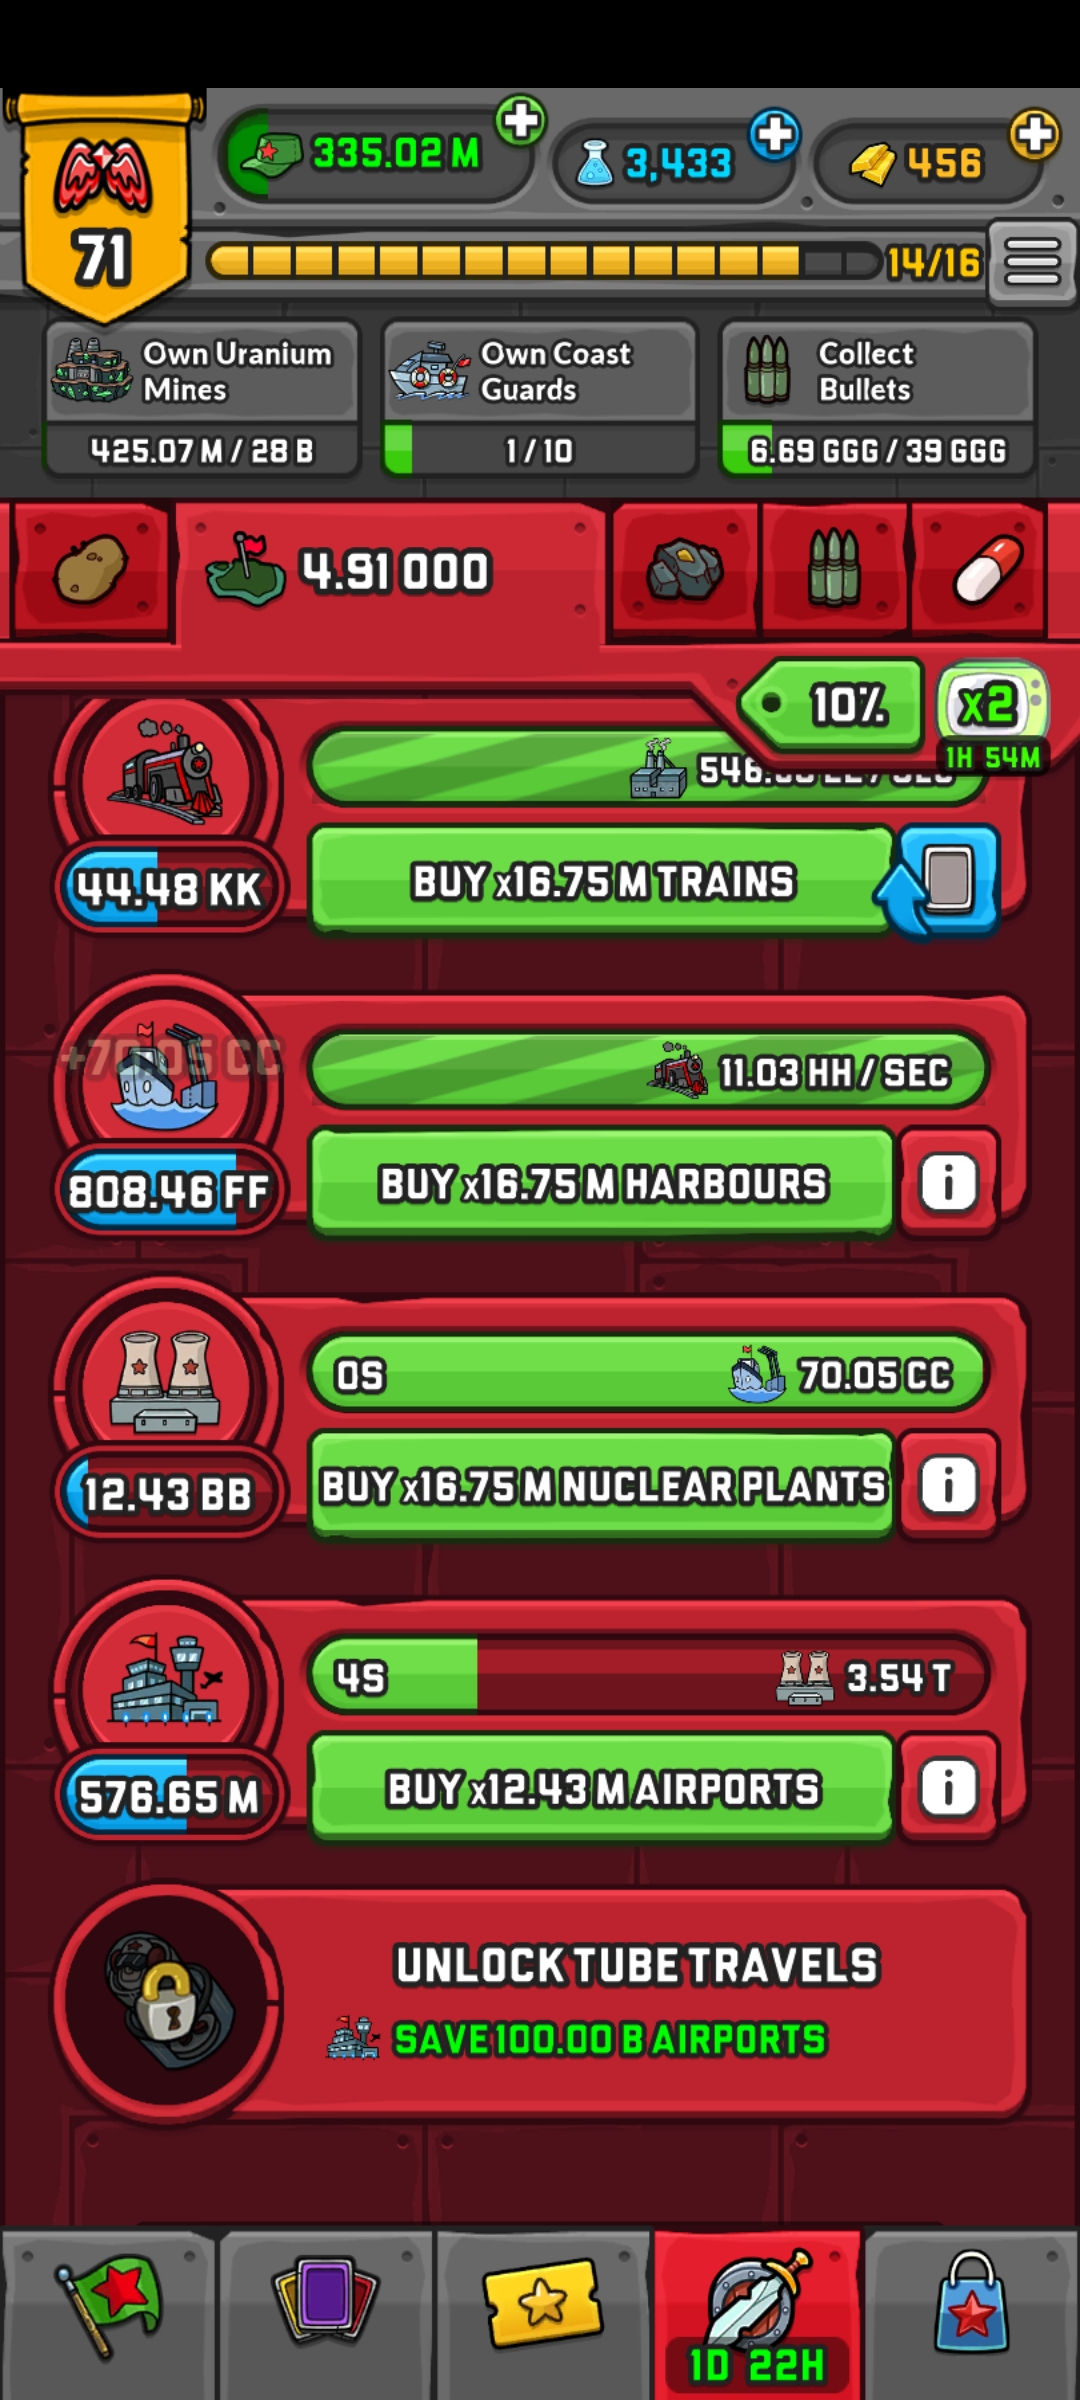 71
335.02 M
3,433
456
14/16
Own Uranium
Mines
425.07 M / 28 B
Own Coast
Guards
1 / 10
Collect
Bullets
6.69 GGG / 39 GGG
4.91 000
10%
x2
1H 54M
44.48 KK
BUY x16.75 M TRAINS
+70.05 CC
11.03 HH / SEC
808.46 FF
BUY x16.75 M HARBOURS
i
0S
70.05 CC
12.43 BB
BUY x16.75 M NUCLEAR PLANTS
i
4S
3.54 T
576.65 M
BUY x12.43 M AIRPORTS
i
UNLOCK TUBE TRAVELS
SAVE 100.00 B AIRPORTS
1D 22H